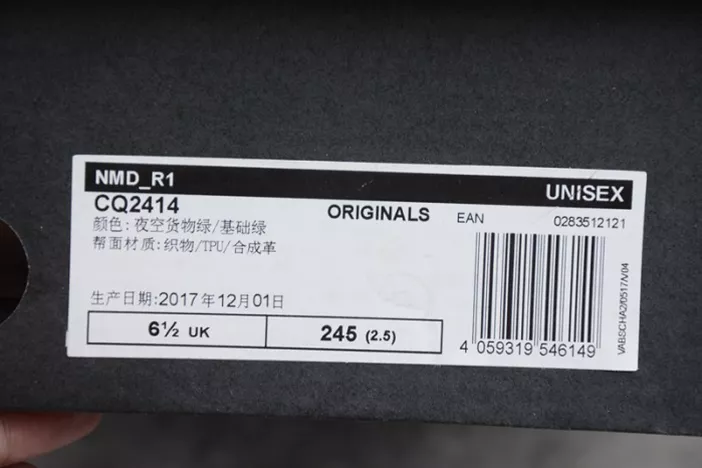 NMD_R1
UNISEX
CQ2414
ORIGINALS
EAN
0283512121
颜色: 夜空货物绿/基础绿
帮面材质: 织物/TPU/合成革
生产日期: 2017年12月01日
6½ UK
245 (2.5)
4 059319 546149
VABSCHA2/0517/V04